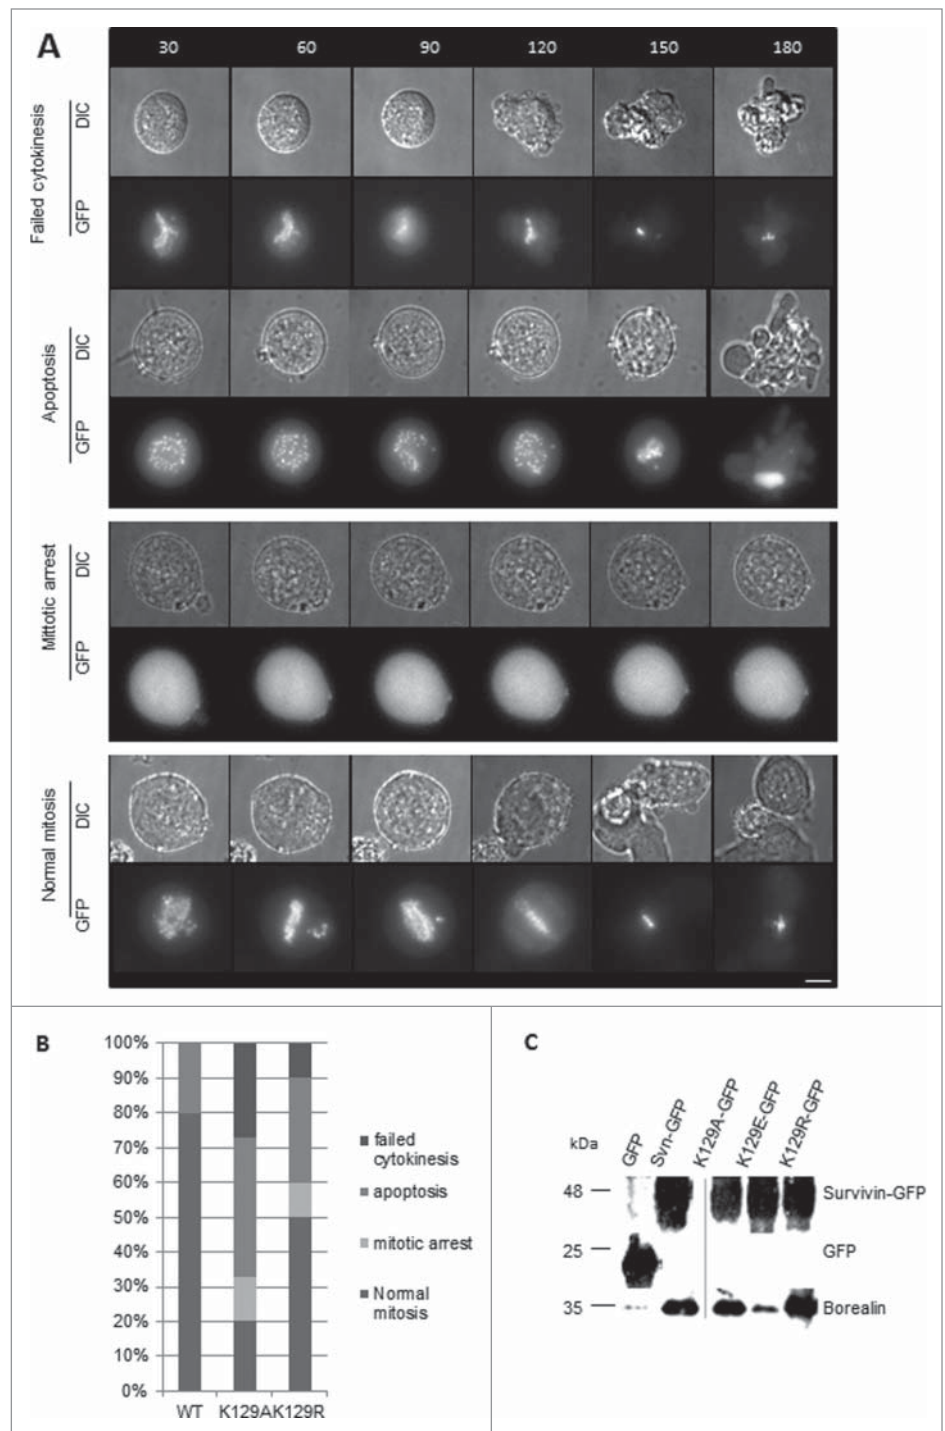 A
30 60 90 120 150 180
Failed cytokinesis
DIC
GFP
Apoptosis
DIC
GFP
Mittotic arrest
DIC
GFP
Normal mitosis
DIC
GFP
B
100%
90%
80%
70%
60%
50%
40%
30%
20%
10%
0%
WT K129AK129R
failed
cytokinesis
apoptosis
mitotic arrest
Normal
mitosis
C
kDa
GFP
Svn-GFP
K129A-GFP
K129E-GFP
K129R-GFP
48
Survivin-GFP
25
GFP
35
Borealin